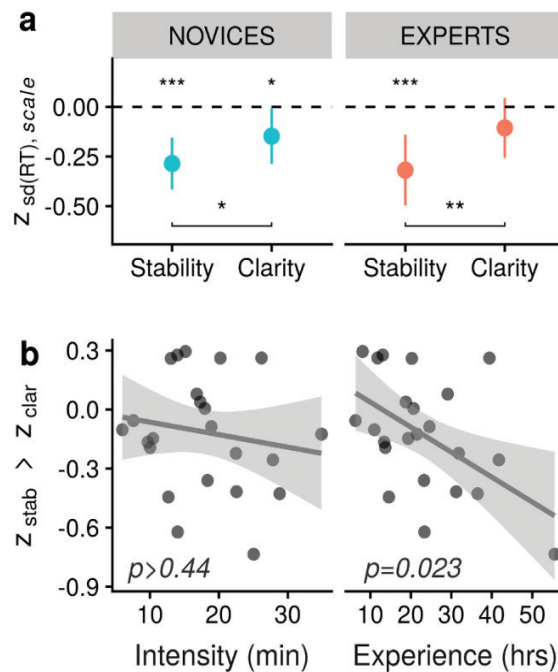 a
NOVICES EXPERTS
*** * ***
0.00
-0.25
-0.50
z sd(RT), scale
* **
Stability Clarity Stability Clarity
b
0.3
0.0
-0.3
-0.6
-0.9
z stab > z clar
p>0.44 p=0.023
10 20 30 10 20 30 40 50
Intensity (min) Experience (hrs)